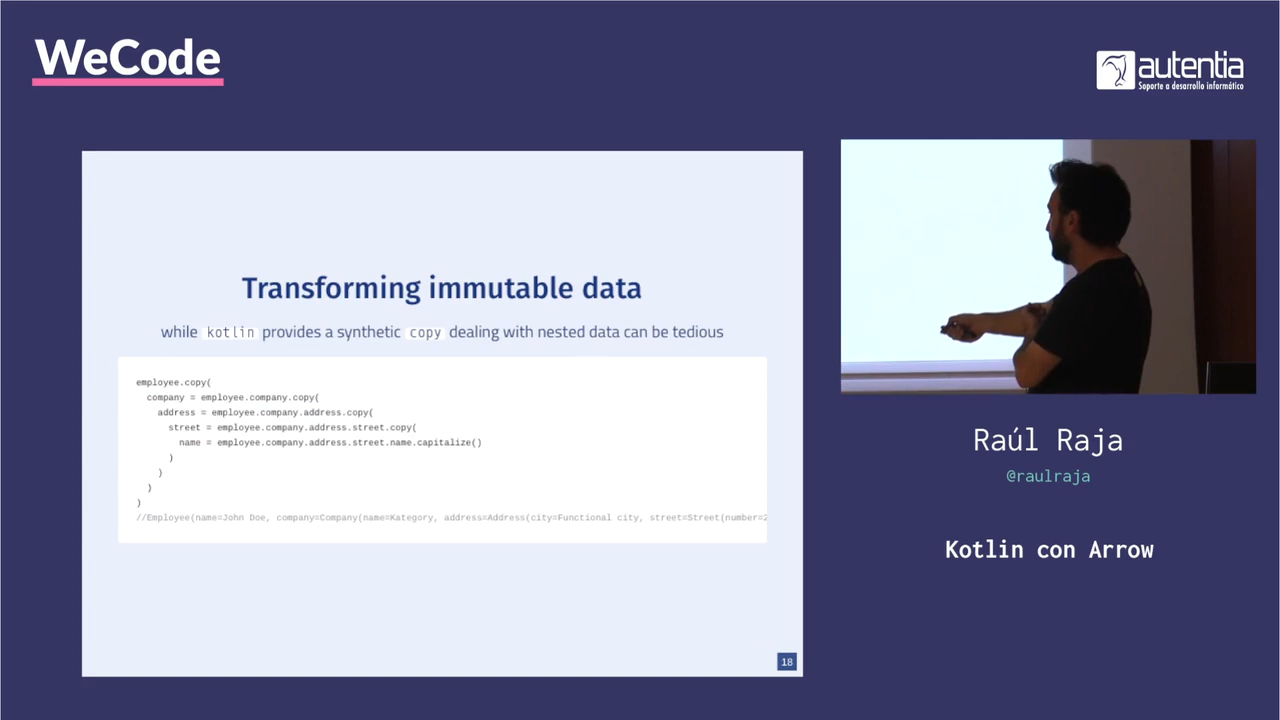 WeCode
autentia
Soporte a desarrollo informático
Transforming immutable data
while kotlin provides a synthetic copy dealing with nested data can be tedious
employee.copy(
company = employee.company.copy(
address = employee.company.address.copy(
street = employee.company.address.street.copy(
name = employee.company.address.street.name.capitalize()
)
)
)
)
//Employee(name=John Doe, company=Company(name=Kategory, address=Address(city=Functional city, street=Street(number=2
18
Raúl Raja
@raulraja
Kotlin con Arrow